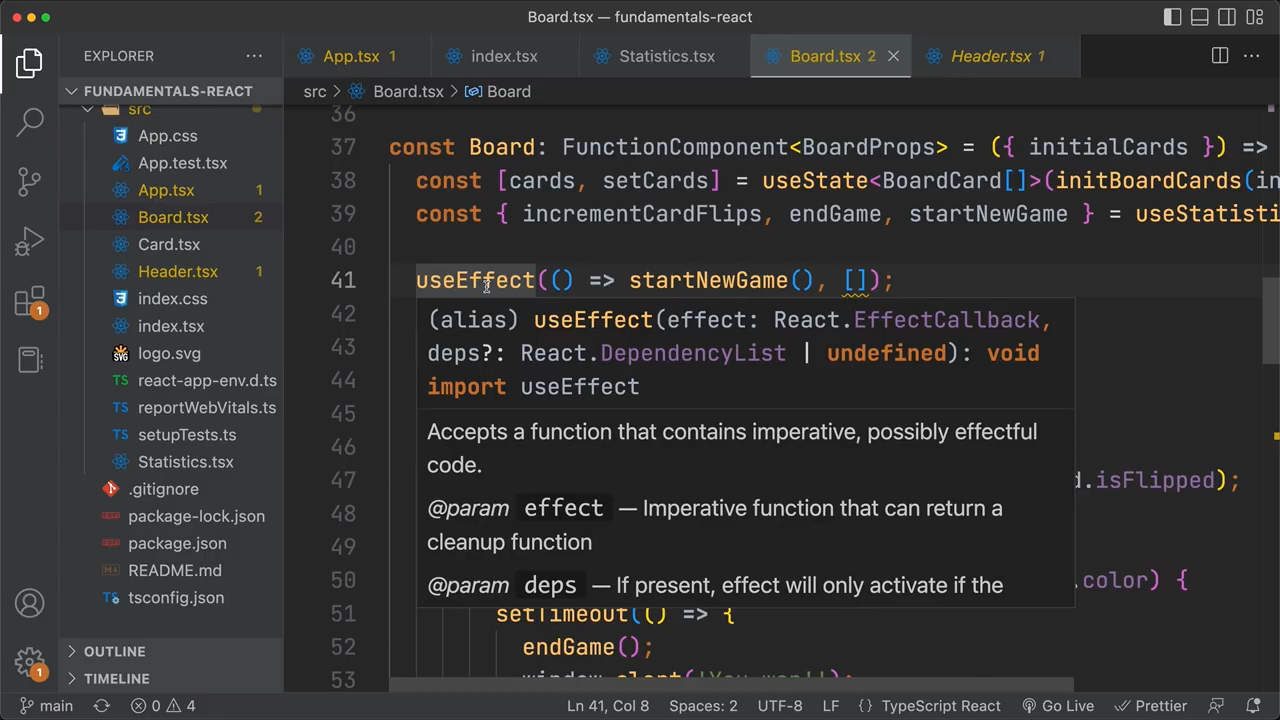 Board.tsx — fundamentals-react
EXPLORER
App.tsx 1
index.tsx
Statistics.tsx
Board.tsx 2
Header.tsx 1
FUNDAMENTALS-REACT
src > Board.tsx > Board
src
App.css
App.test.tsx
App.tsx 1
Board.tsx 2
Card.tsx
Header.tsx 1
index.css
index.tsx
logo.svg
react-app-env.d.ts
reportWebVitals.ts
setupTests.ts
Statistics.tsx
.gitignore
package-lock.json
package.json
README.md
tsconfig.json
OUTLINE
TIMELINE
36
37 const Board: FunctionComponent<BoardProps> = ({ initialCards }) =>
38 const [cards, setCards] = useState<BoardCard[]>(initBoardCards(in
39 const { incrementCardFlips, endGame, startNewGame } = useStatisti
40
41 useEffect(() => startNewGame(), []);
42
43
44
45
46
47 d.isFlipped);
48
49
50 .color) {
51 setTimeout(() => {
52 endGame();
53 window.alert('You won!');
(alias) useEffect(effect: React.EffectCallback,
deps?: React.DependencyList | undefined): void
import useEffect
Accepts a function that contains imperative, possibly effectful
code.
@param effect — Imperative function that can return a
cleanup function
@param deps — If present, effect will only activate if the
1
1
main 0 4 Ln 41, Col 8 Spaces: 2 UTF-8 LF {} TypeScript React Go Live Prettier